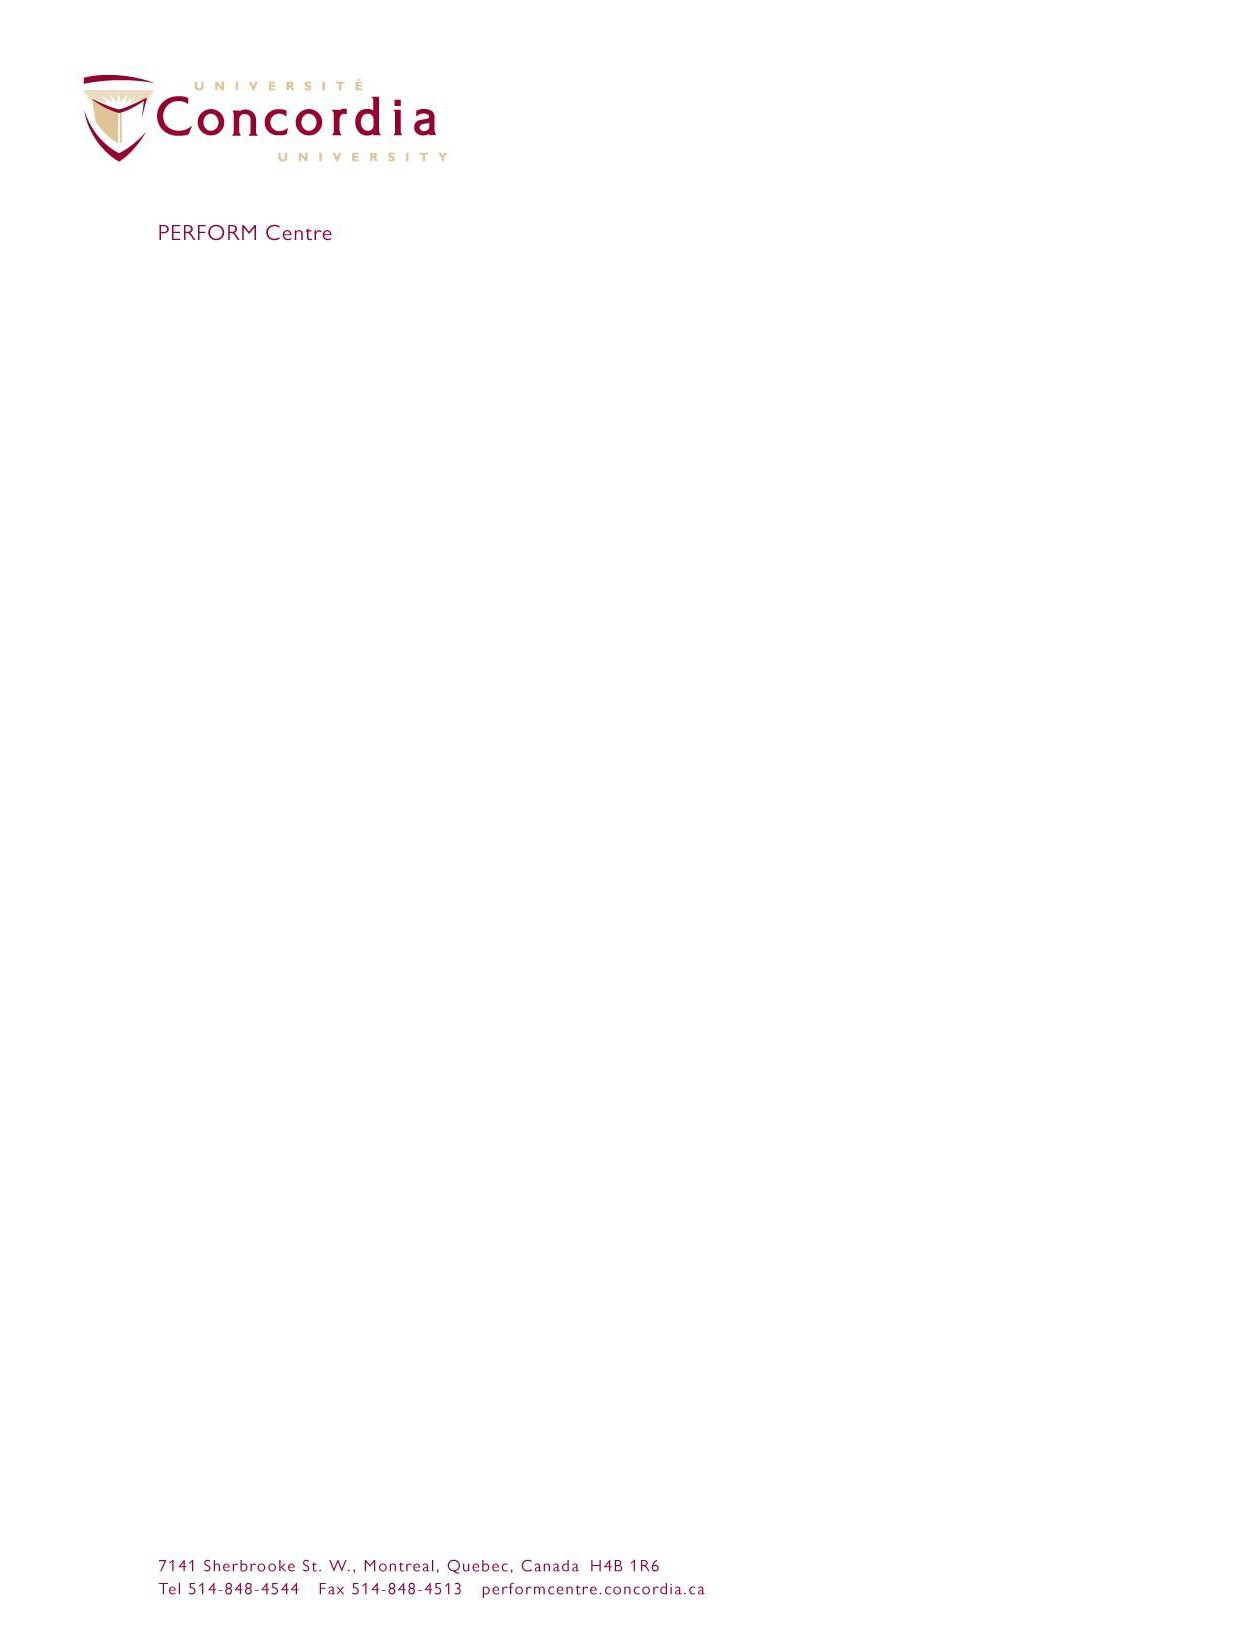 UNIVERSITÉ
Concordia
UNIVERSITY
PERFORM Centre
7141 Sherbrooke St. W., Montreal, Quebec, Canada H4B 1R6
Tel 514-848-4544 Fax 514-848-4513 performcentre.concordia.ca